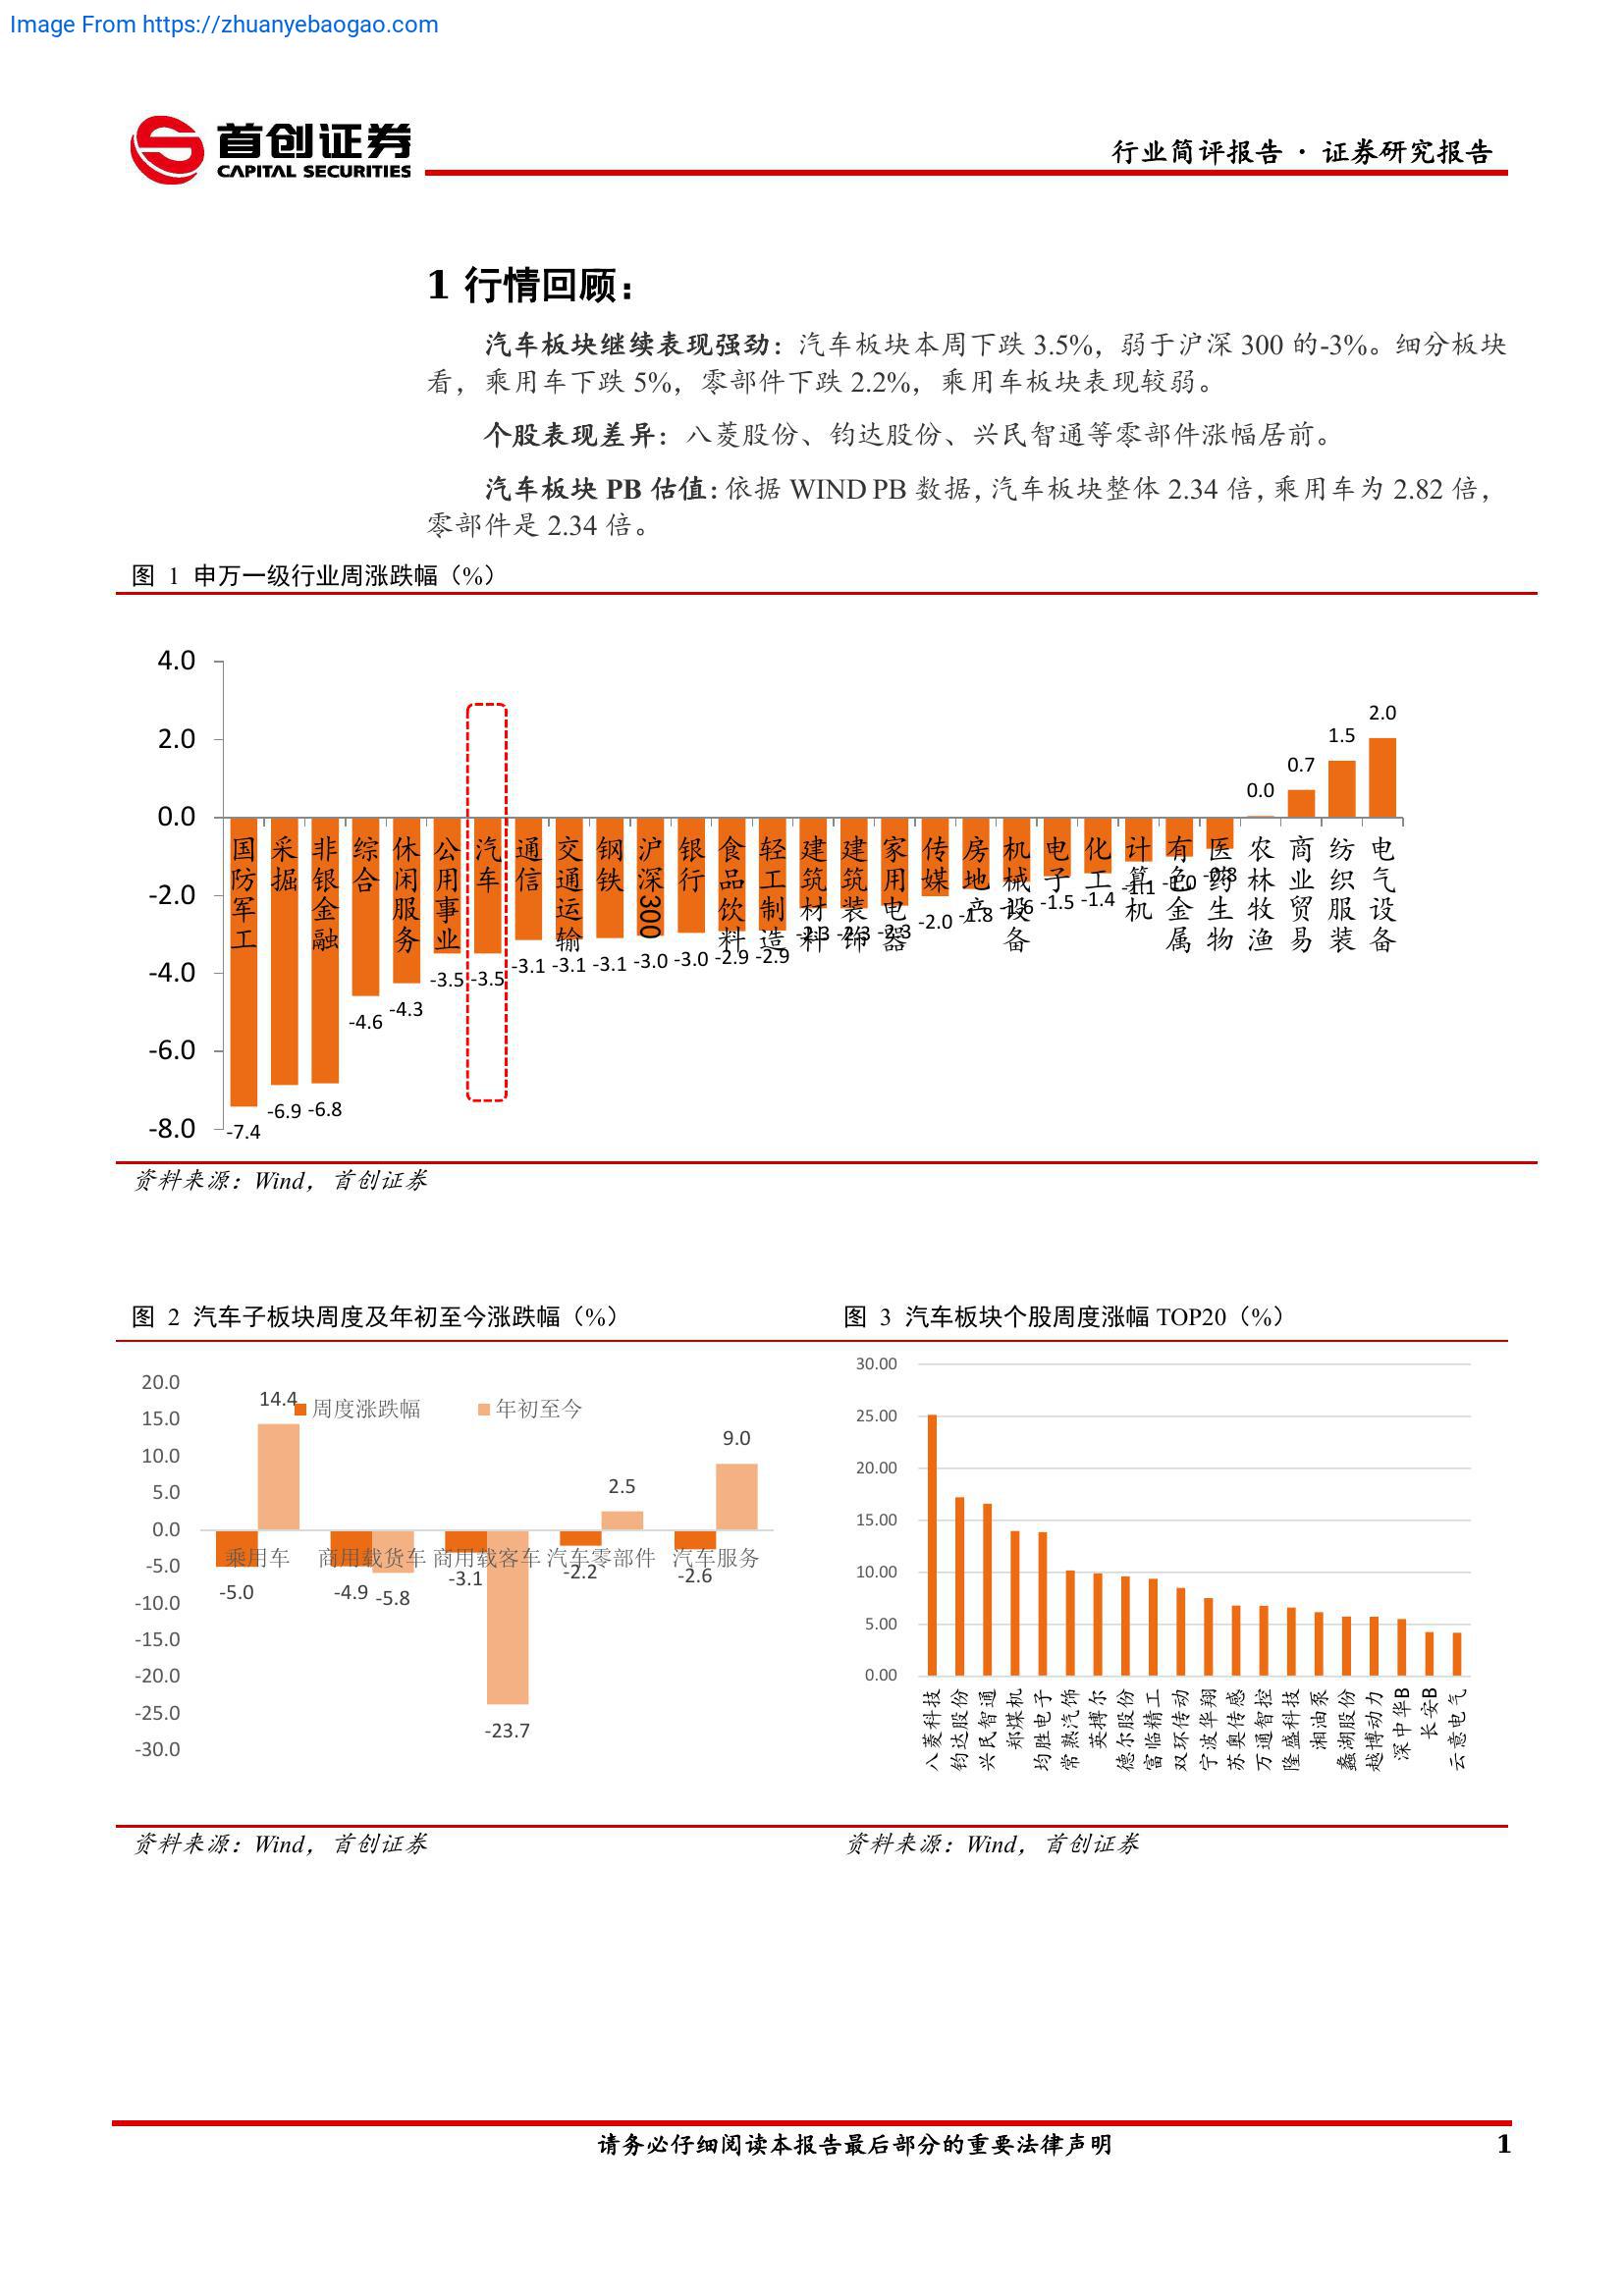 Image From https://zhuanyebaogao.com
首创证券
CAPITAL SECURITIES
行业简评报告 · 证券研究报告
1 行情回顾：
汽车板块继续表现强劲：汽车板块本周下跌 3.5%，弱于沪深 300 的-3%。细分板块
看，乘用车下跌 5%，零部件下跌 2.2%，乘用车板块表现较弱。
个股表现差异：八菱股份、钧达股份、兴民智通等零部件涨幅居前。
汽车板块 PB 估值：依据 WIND PB 数据，汽车板块整体 2.34 倍，乘用车为 2.82 倍，
零部件是 2.34 倍。
图 1 申万一级行业周涨跌幅（%）
4.0
2.0
0.0
-2.0
-4.0
-6.0
-8.0
国防军工
采掘
非银金融
综合
休闲服务
公用事业
汽车
通信
交通运输
钢铁
沪深300
银行
食品饮料
轻工制造
建筑材料
建筑装饰
家用电器
传媒
房地产
机械设备
电子
化工
计算机
有色金属
医药生物
农林牧渔
商业贸易
纺织服装
电气设备
-7.4
-6.9
-6.8
-4.6
-4.3
-3.5
-3.5
-3.1
-3.1
-3.1
-3.0
-3.0
-2.9
-2.9
-2.3
-2.3
-2.3
-2.0
-1.8
-1.6
-1.5
-1.4
-1.1
-1.0
-0.8
0.0
0.7
1.5
2.0
资料来源：Wind，首创证券
图 2 汽车子板块周度及年初至今涨跌幅（%）
20.0
15.0
10.0
5.0
0.0
-5.0
-10.0
-15.0
-20.0
-25.0
-30.0
周度涨跌幅
年初至今
14.4
2.5
9.0
乘用车
商用载货车
商用载客车
汽车零部件
汽车服务
-5.0
-4.9
-5.8
-3.1
-23.7
-2.2
-2.6
资料来源：Wind，首创证券
图 3 汽车板块个股周度涨幅 TOP20（%）
30.00
25.00
20.00
15.00
10.00
5.00
0.00
八菱科技
钧达股份
兴民智通
郑煤机
均胜电子
常熟汽饰
英搏尔
德尔股份
富临精工
双环传动
宁波华翔
苏奥传感
万通智控
隆盛科技
湘油泵
蠡湖股份
越博动力
深中华B
长安B
云意电气
资料来源：Wind，首创证券
请务必仔细阅读本报告最后部分的重要法律声明
1